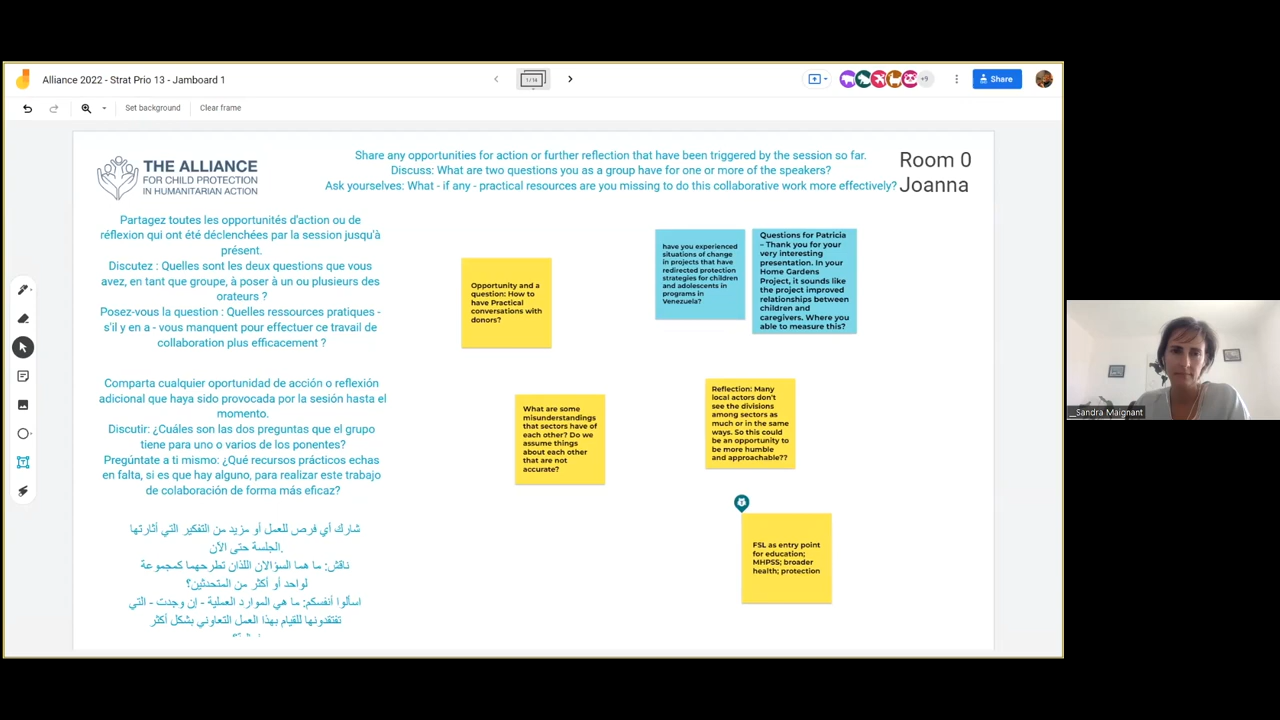 Alliance 2022 - Strat Prio 13 - Jamboard 1
+9
Share
Set background
Clear frame
THE ALLIANCE
FOR CHILD PROTECTION
IN HUMANITARIAN ACTION
Share any opportunities for action or further reflection that have been triggered by the session so far.
Discuss: What are two questions you as a group have for one or more of the speakers?
Ask yourselves: What - if any - practical resources are you missing to do this collaborative work more effectively?
Room 0
Joanna
Partagez toutes les opportunités d'action ou de
réflexion qui ont été déclenchées par la session jusqu'à
présent.
Discutez : Quelles sont les deux questions que vous
avez, en tant que groupe, à poser à un ou plusieurs des
orateurs ?
Posez-vous la question : Quelles ressources pratiques -
s'il y en a - vous manquent pour effectuer ce travail de
collaboration plus efficacement ?
Comparta cualquier oportunidad de acción o reflexión
adicional que haya sido provocada por la sesión hasta el
momento.
Discutir: ¿Cuáles son las dos preguntas que el grupo
tiene para uno o varios de los ponentes?
Pregúntate a ti mismo: ¿Qué recursos prácticos echas
en falta, si es que hay alguno, para realizar este trabajo
de colaboración de forma más eficaz?
شارك أي فرص للعمل أو مزيد من التفكير التي أثارتها
الجلسة حتى الآن.
ناقش: ما هما السؤالان اللذان تطرحهما كمجموعة
لواحد أو أكثر من المتحدثين؟
اسألوا أنفسكم: ما هي الموارد العملية - إن وجدت - التي
تفتقدونها للقيام بهذا العمل التعاوني بشكل أكثر
Opportunity and a
question: How to
have Practical
conversations with
donors?
have you experienced
situations of change
in projects that have
redirected protection
strategies for children
and adolescents in
programs in
Venezuela?
Questions for Patricia
– Thank you for your
very interesting
presentation. In your
Home Gardens
Project, it sounds like
the project improved
relationships between
children and
caregivers. Where you
able to measure this?
What are some
misunderstandings
that sectors have of
each other? Do we
assume things
about each other
that are not
accurate?
Reflection: Many
local actors don't
see the divisions
among sectors as
much or in the same
ways. So this could
be an opportunity to
be more humble
and approachable??
FSL as entry point
for education;
MHPSS; broader
health; protection
__Sandra Maignant